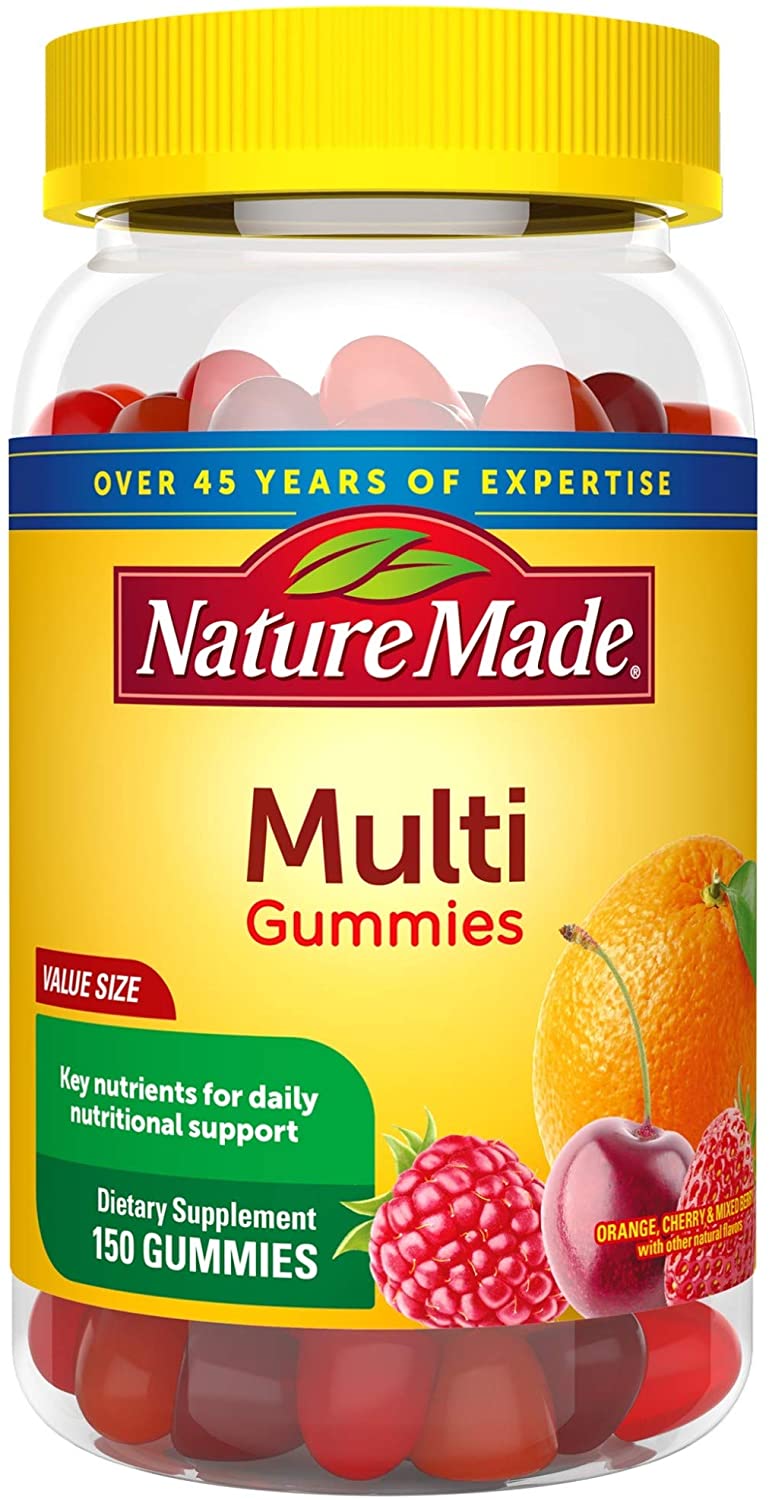 OVER 45 YEARS OF EXPERTISE
Nature Made®
Multi
Gummies
VALUE SIZE
Key nutrients for daily
nutritional support
Dietary Supplement
150 GUMMIES
ORANGE, CHERRY & MIXED BERRY
with other natural flavors